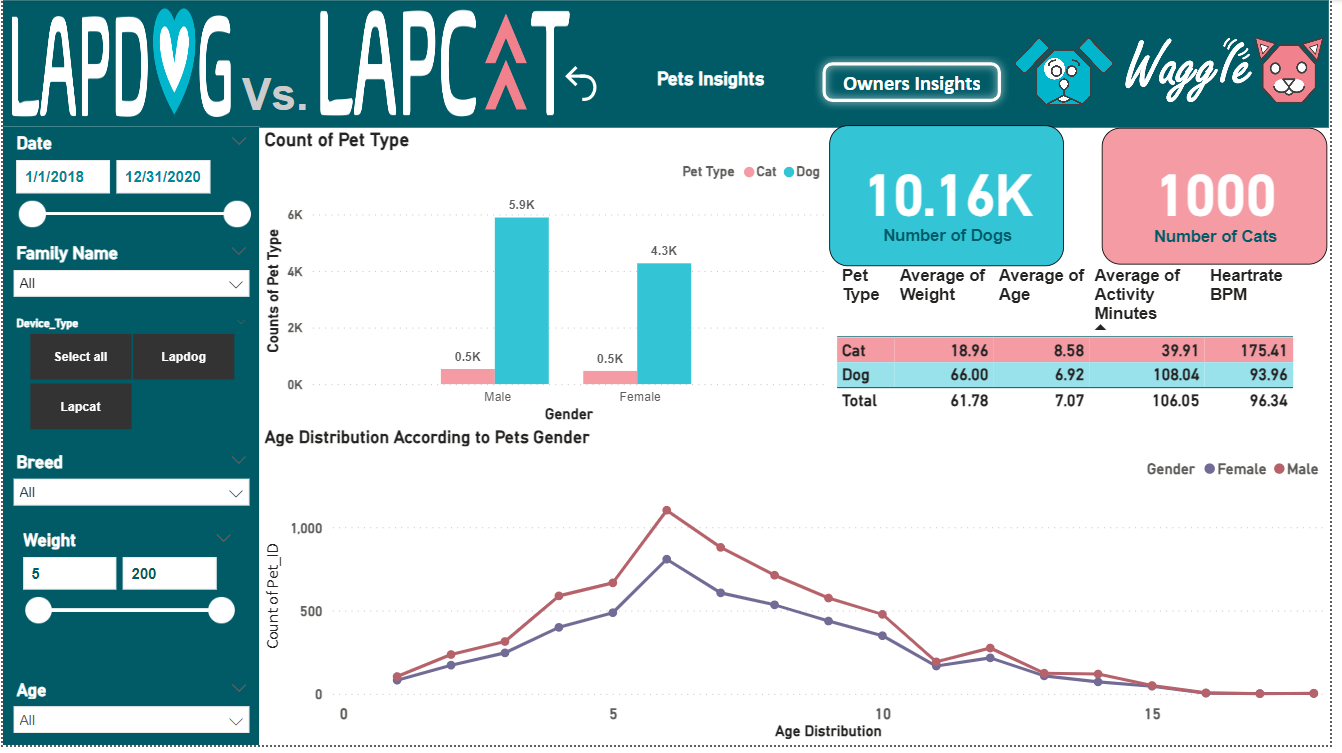 LAPDOG Vs. LAPCAT
Pets Insights
Owners Insights
Waggle
Date
1/1/2018
12/31/2020
Family Name
All
Device_Type
Select all
Lapdog
Lapcat
Breed
All
Weight
5
200
Age
All
Count of Pet Type
Pet Type Cat Dog
Counts of Pet Type
6K
4K
2K
0K
0.5K
5.9K
0.5K
4.3K
Male
Female
Gender
10.16K
Number of Dogs
1000
Number of Cats
Pet Type
Average of Weight
Average of Age
Average of Activity Minutes
Heartrate BPM
Cat 18.96 8.58 39.91 175.41
Dog 66.00 6.92 108.04 93.96
Total 61.78 7.07 106.05 96.34
Age Distribution According to Pets Gender
Gender Female Male
Count of Pet_ID
1,000
500
0
0 5 10 15
Age Distribution